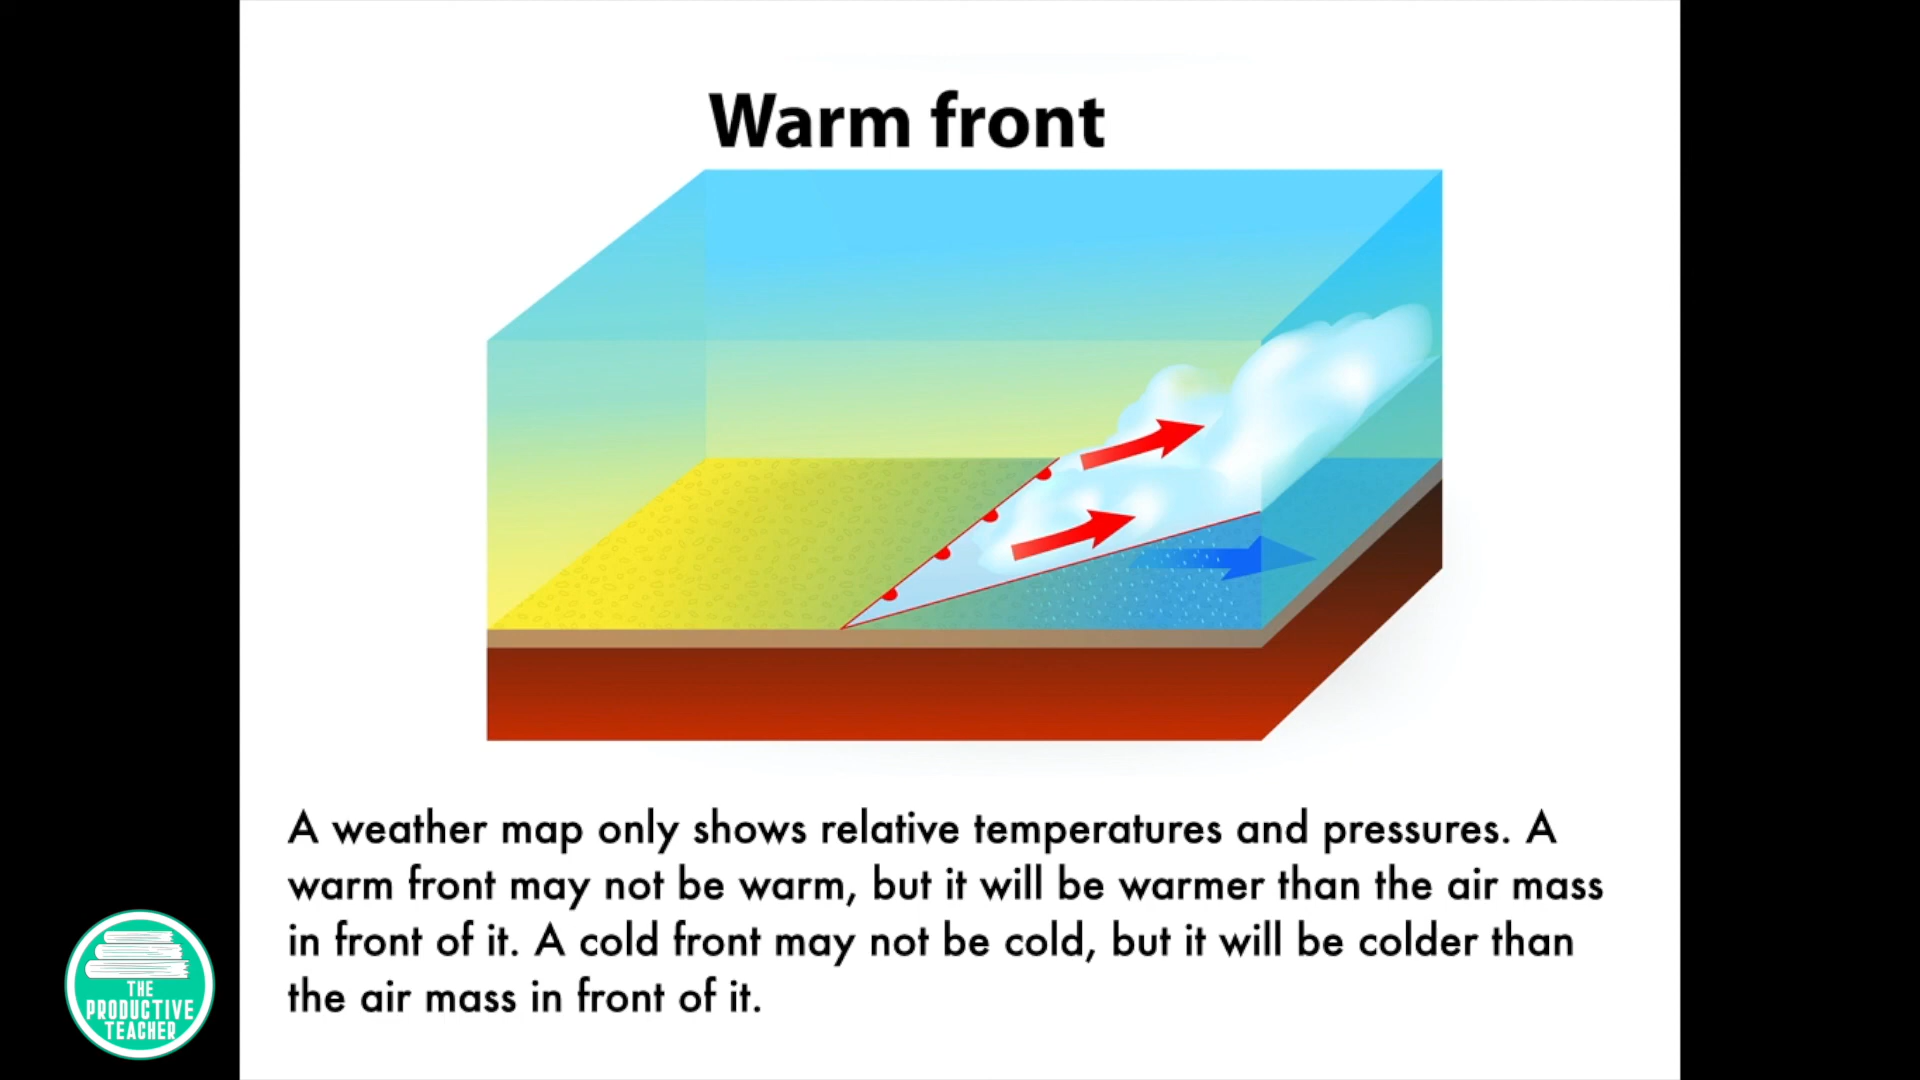 Warm front
A weather map only shows relative temperatures and pressures. A
warm front may not be warm, but it will be warmer than the air mass
in front of it. A cold front may not be cold, but it will be colder than
the air mass in front of it.
THE
PRODUCTIVE
TEACHER